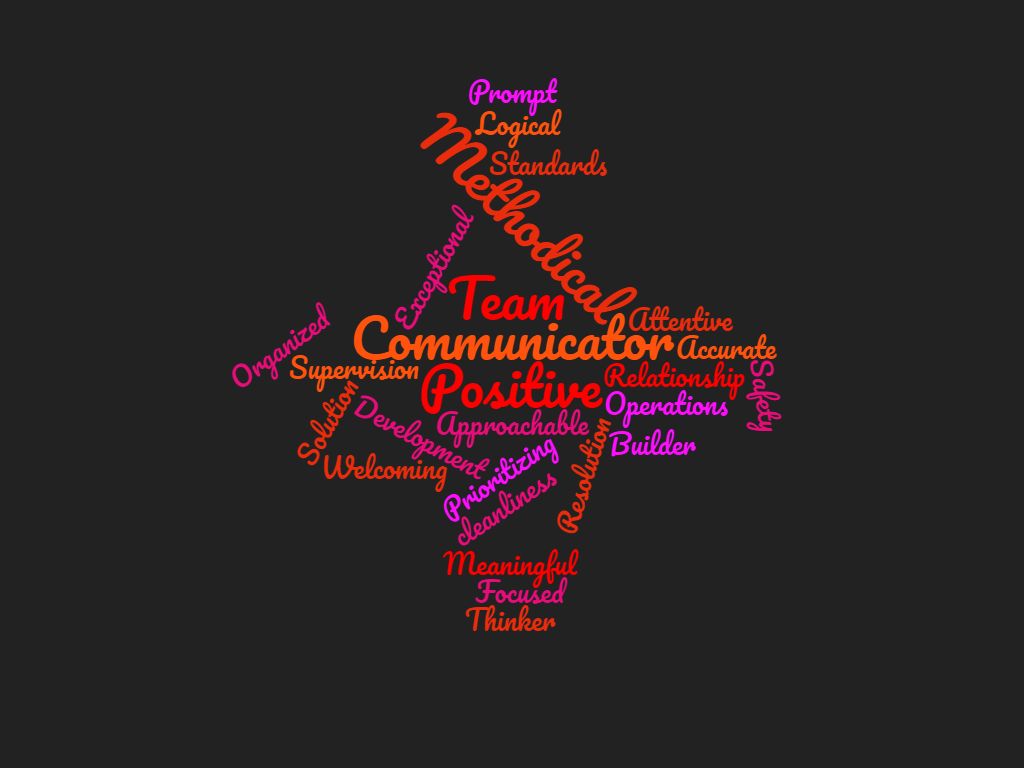 Prompt
Logical
Methodical
Standards
Exceptional
Team
Organized
Communicator
Attentive
Accurate
Supervision
Positive
Relationship
Safety
Solution
Development
Approachable
Operations
Builder
Welcoming
Prioritizing
Resolution
cleanliness
Meaningful
Focused
Thinker